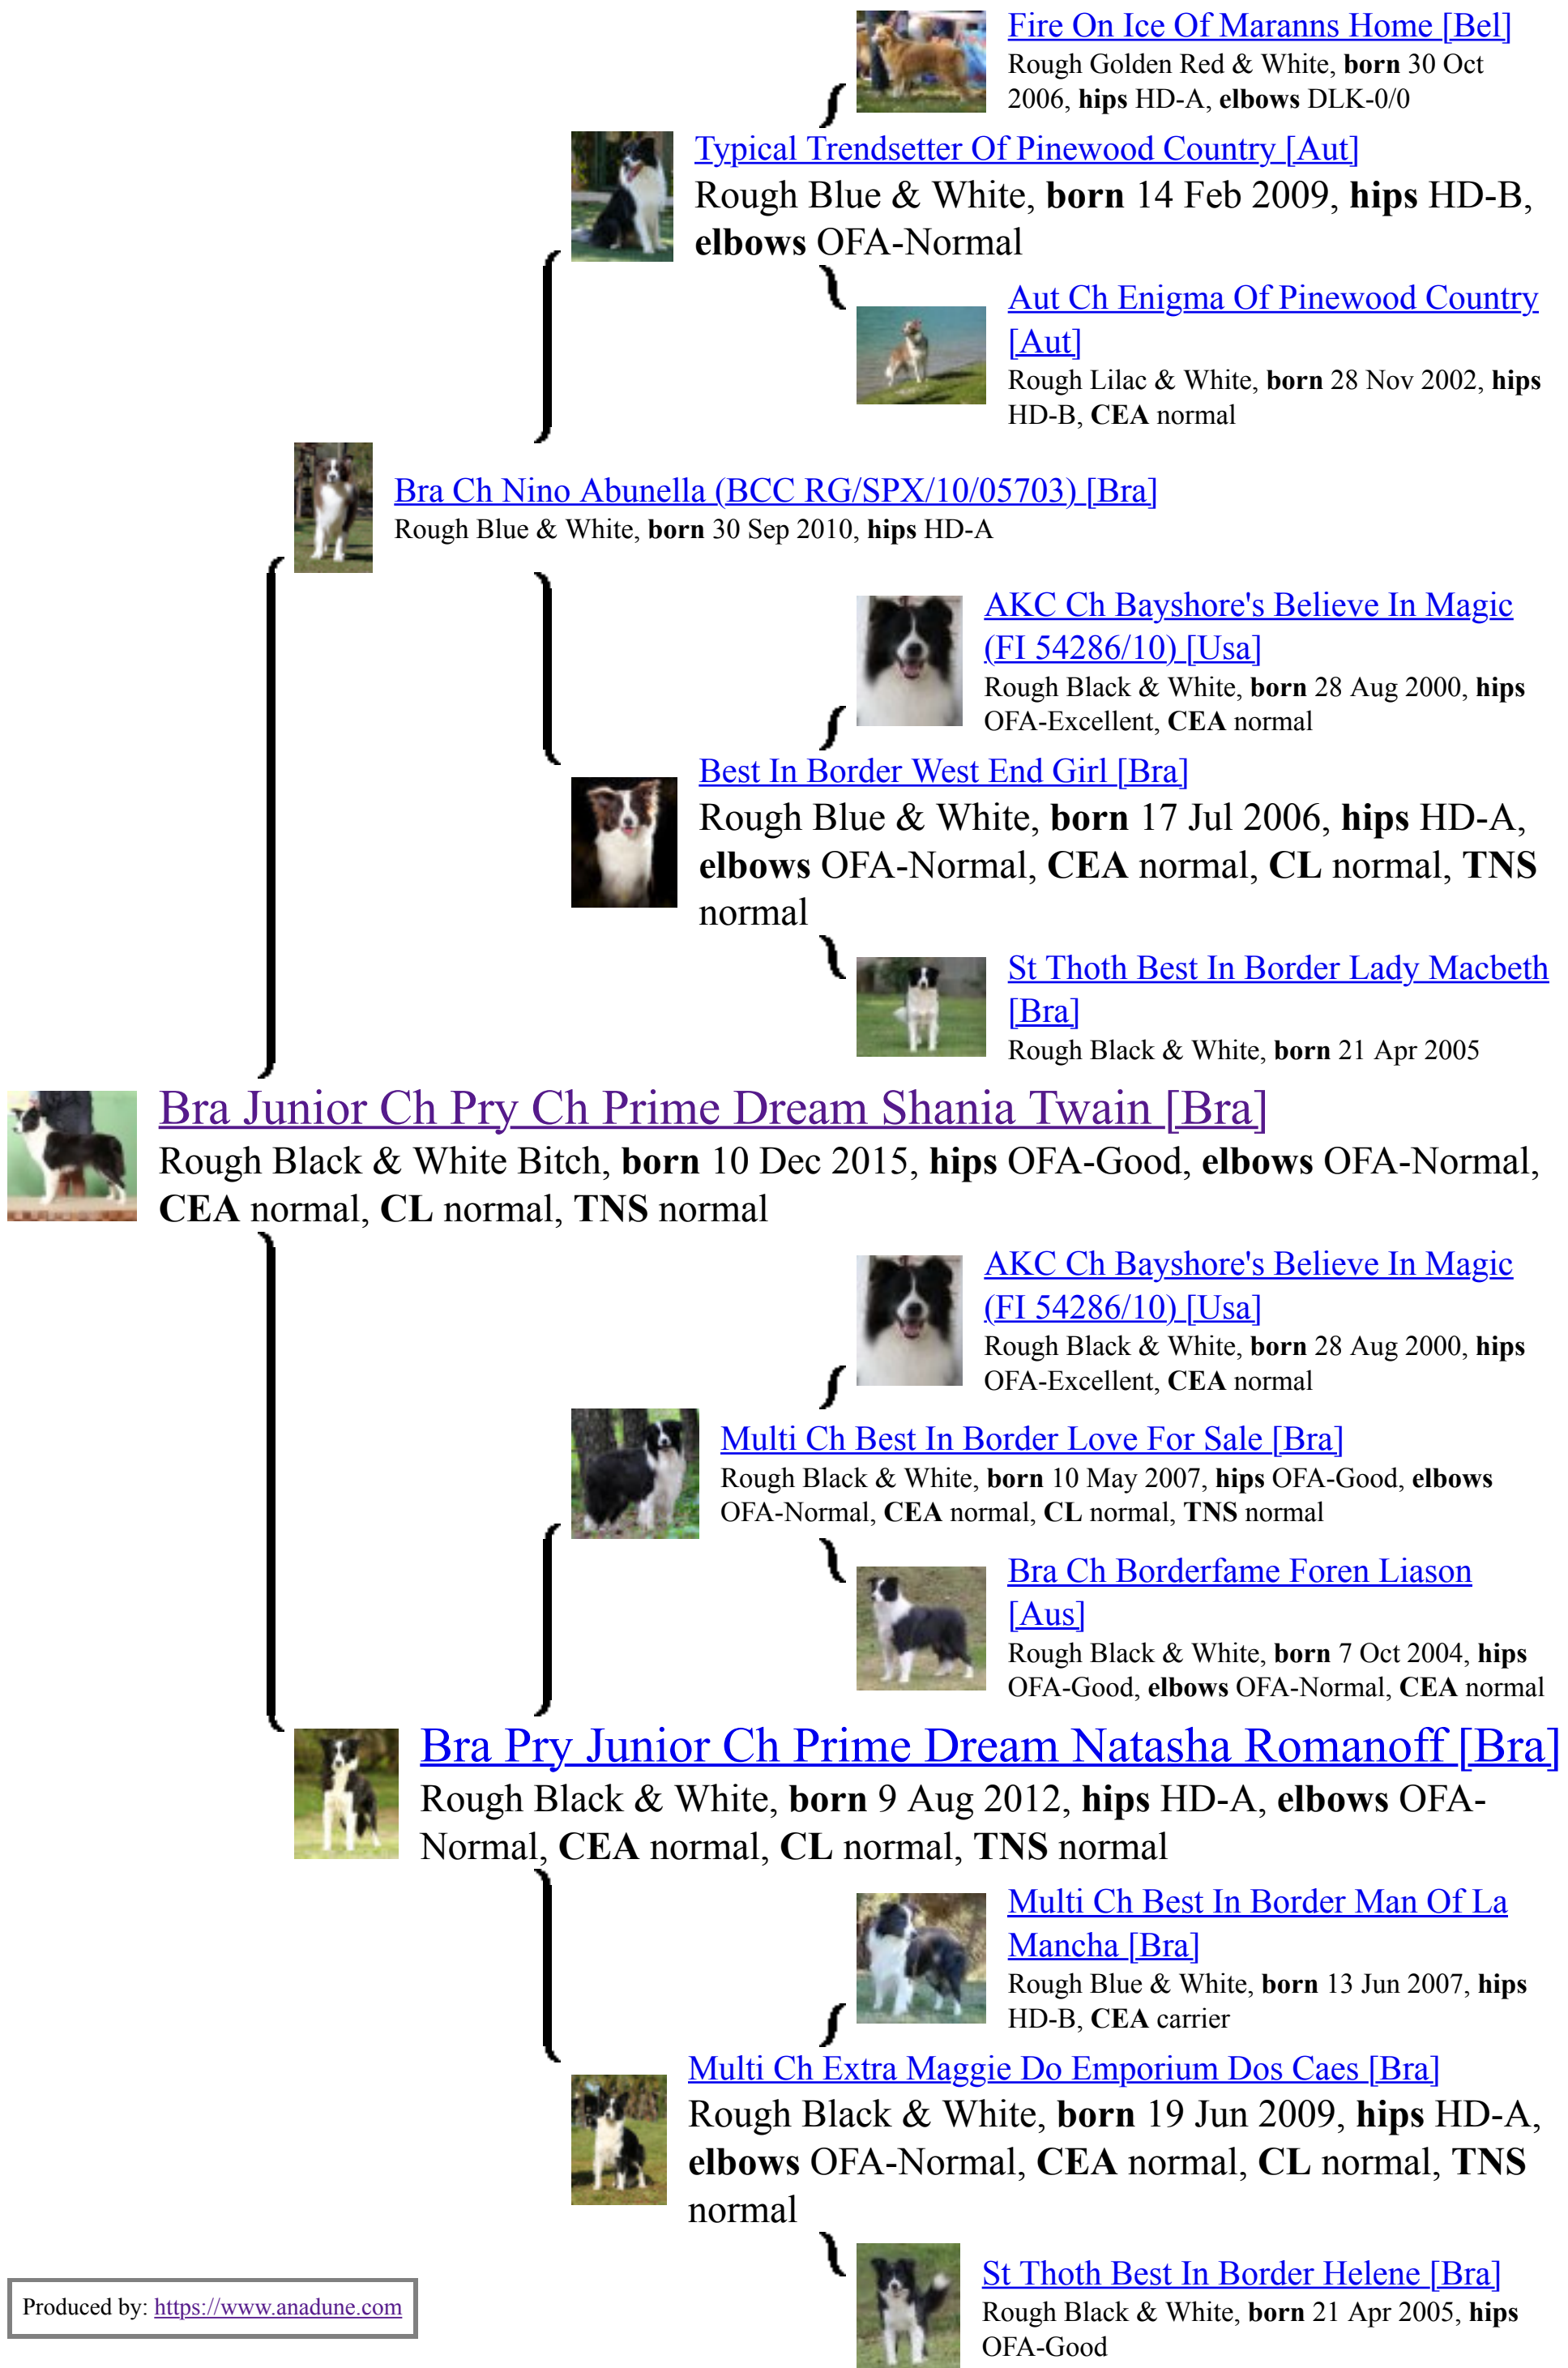 Fire On Ice Of Maranns Home [Bel]
Rough Golden Red & White, born 30 Oct
2006, hips HD-A, elbows DLK-0/0
Typical Trendsetter Of Pinewood Country [Aut]
Rough Blue & White, born 14 Feb 2009, hips HD-B,
elbows OFA-Normal
Aut Ch Enigma Of Pinewood Country
[Aut]
Rough Lilac & White, born 28 Nov 2002, hips
HD-B, CEA normal
Bra Ch Nino Abunella (BCC RG/SPX/10/05703) [Bra]
Rough Blue & White, born 30 Sep 2010, hips HD-A
AKC Ch Bayshore's Believe In Magic
(FI 54286/10) [Usa]
Rough Black & White, born 28 Aug 2000, hips
OFA-Excellent, CEA normal
Best In Border West End Girl [Bra]
Rough Blue & White, born 17 Jul 2006, hips HD-A,
elbows OFA-Normal, CEA normal, CL normal, TNS
normal
St Thoth Best In Border Lady Macbeth
[Bra]
Rough Black & White, born 21 Apr 2005
Bra Junior Ch Pry Ch Prime Dream Shania Twain [Bra]
Rough Black & White Bitch, born 10 Dec 2015, hips OFA-Good, elbows OFA-Normal,
CEA normal, CL normal, TNS normal
AKC Ch Bayshore's Believe In Magic
(FI 54286/10) [Usa]
Rough Black & White, born 28 Aug 2000, hips
OFA-Excellent, CEA normal
Multi Ch Best In Border Love For Sale [Bra]
Rough Black & White, born 10 May 2007, hips OFA-Good, elbows
OFA-Normal, CEA normal, CL normal, TNS normal
Bra Ch Borderfame Foren Liason
[Aus]
Rough Black & White, born 7 Oct 2004, hips
OFA-Good, elbows OFA-Normal, CEA normal
Bra Pry Junior Ch Prime Dream Natasha Romanoff [Bra]
Rough Black & White, born 9 Aug 2012, hips HD-A, elbows OFA-
Normal, CEA normal, CL normal, TNS normal
Multi Ch Best In Border Man Of La
Mancha [Bra]
Rough Blue & White, born 13 Jun 2007, hips
HD-B, CEA carrier
Multi Ch Extra Maggie Do Emporium Dos Caes [Bra]
Rough Black & White, born 19 Jun 2009, hips HD-A,
elbows OFA-Normal, CEA normal, CL normal, TNS
normal
St Thoth Best In Border Helene [Bra]
Rough Black & White, born 21 Apr 2005, hips
OFA-Good
Produced by: https://www.anadune.com